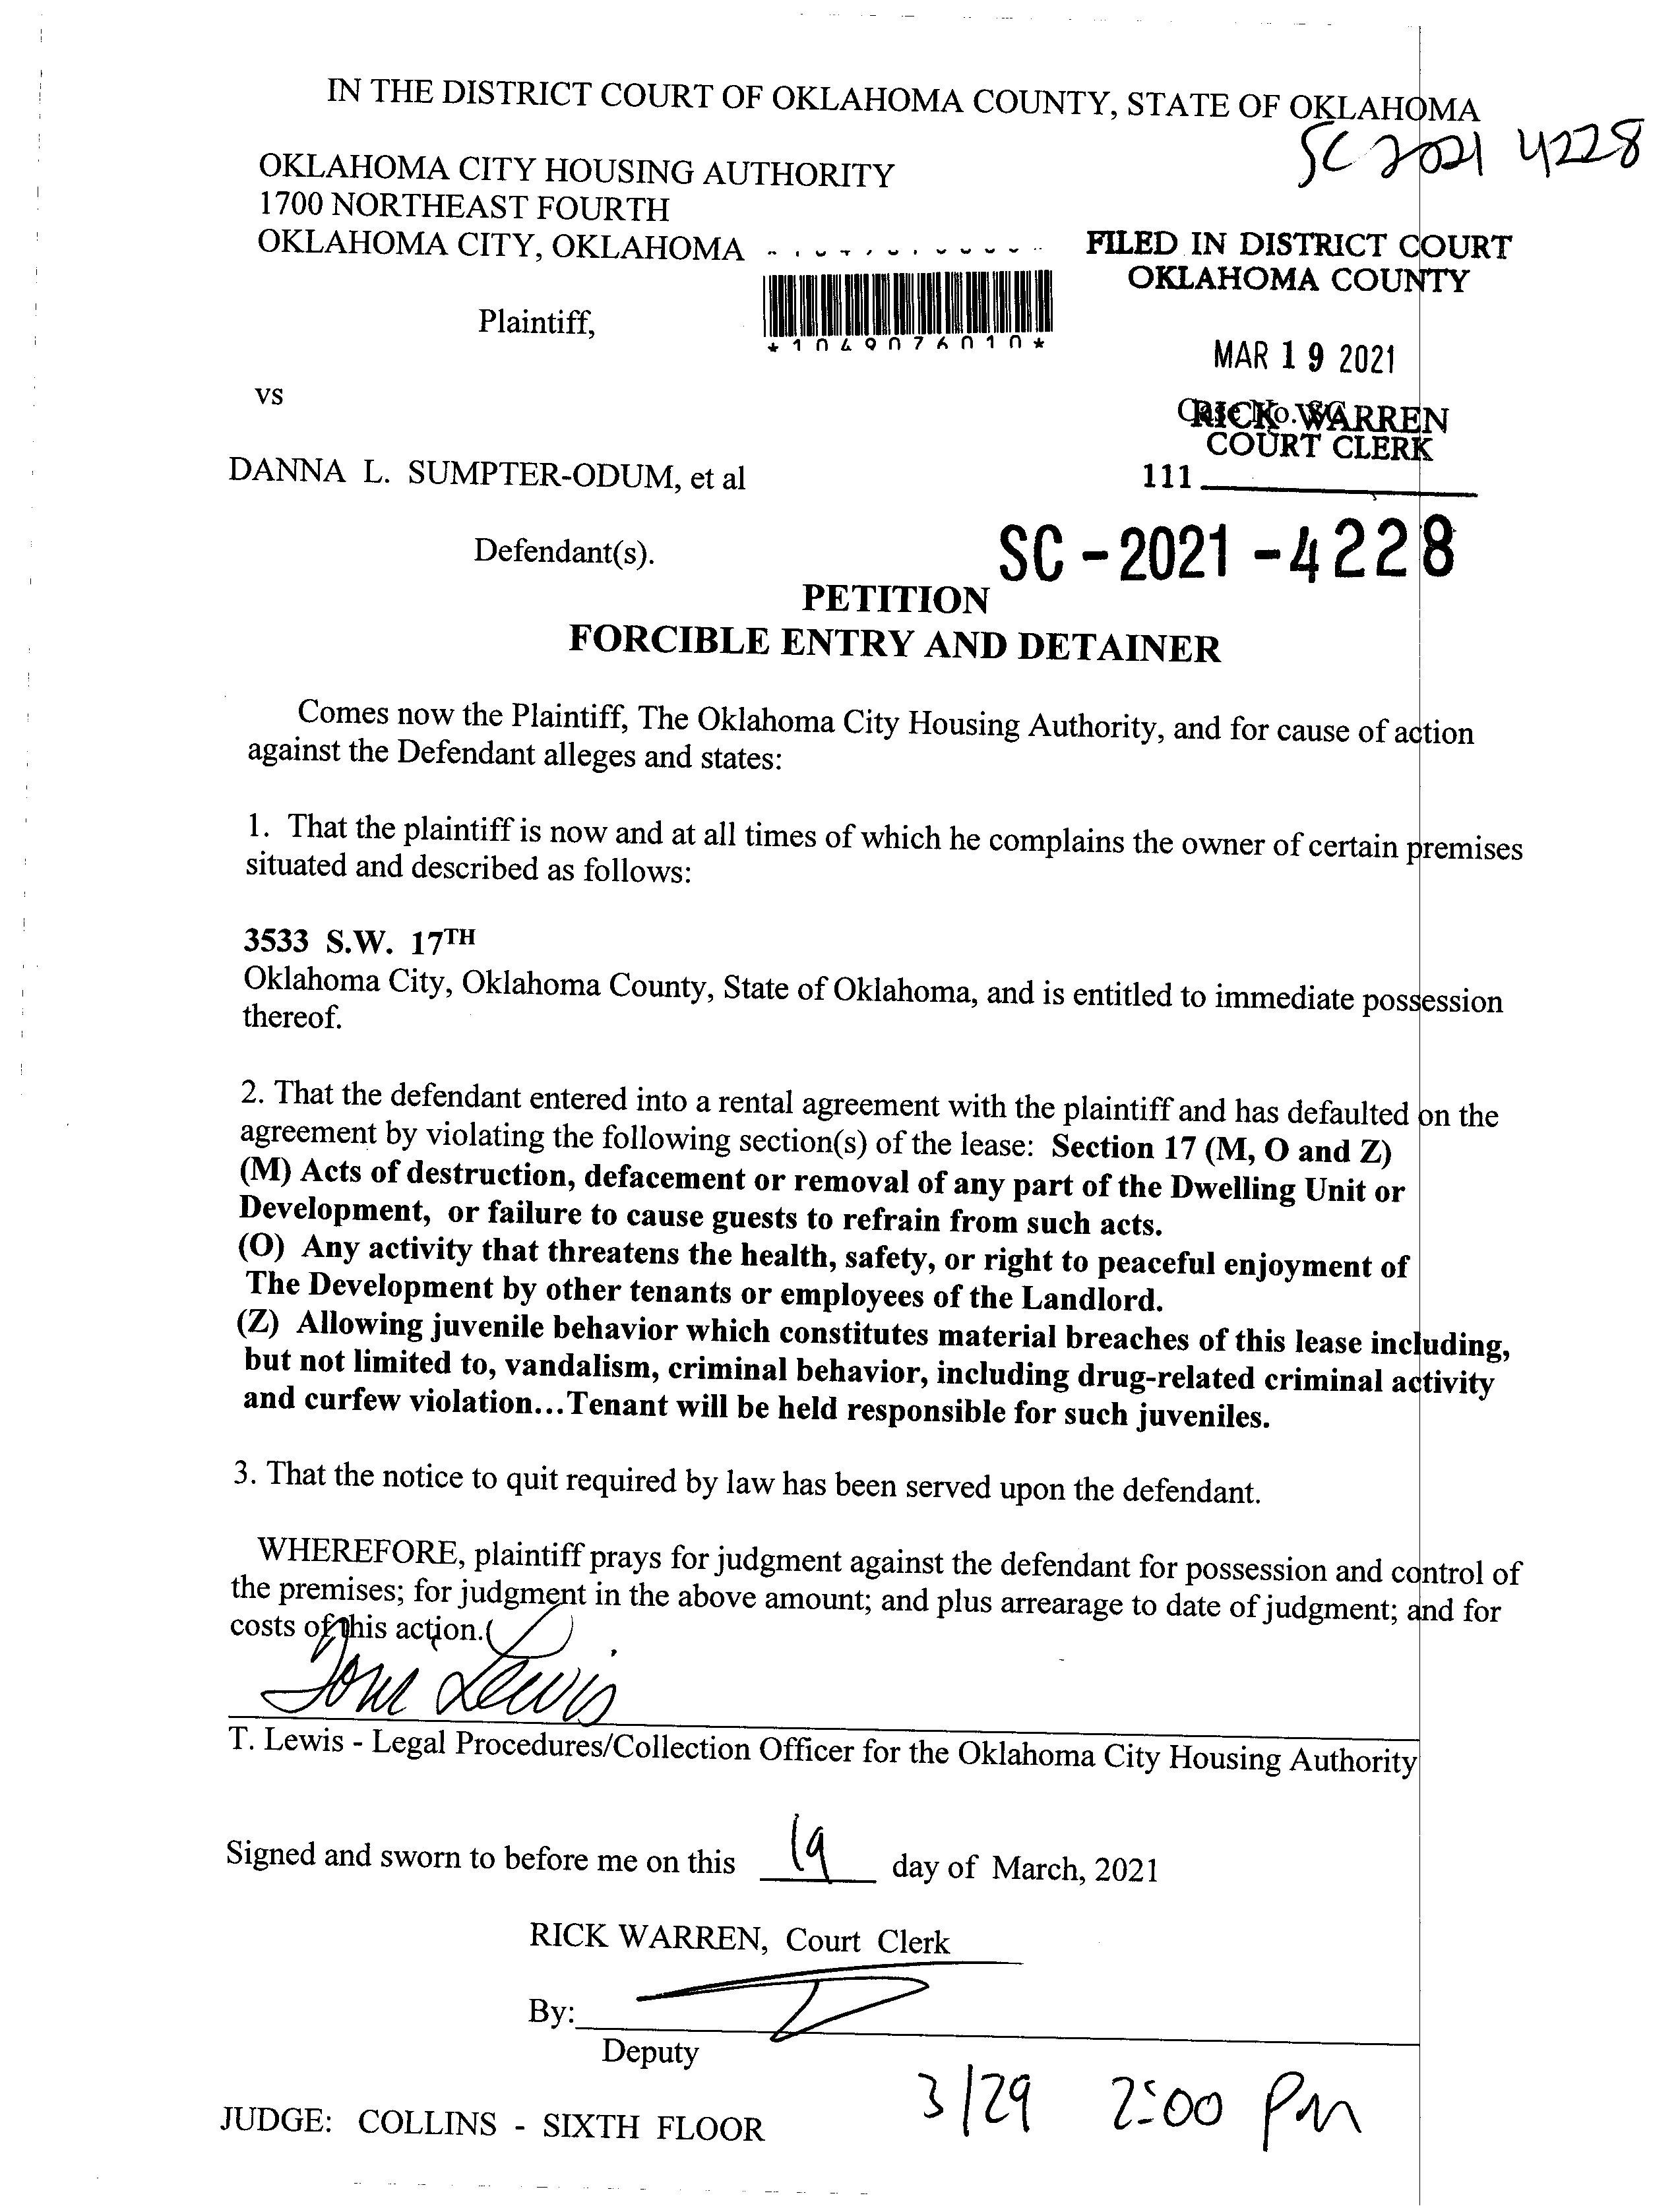 IN THE DISTRICT COURT OF OKLAHOMA COUNTY, STATE OF OKLAHOMA
SC 2021 4228
OKLAHOMA CITY HOUSING AUTHORITY
1700 NORTHEAST FOURTH
OKLAHOMA CITY, OKLAHOMA
FILED IN DISTRICT COURT
OKLAHOMA COUNTY
Plaintiff,
*1049076010*
MAR 19 2021
vs
Case No. SC
RICK WARREN
COURT CLERK
DANNA L. SUMPTER-ODUM, et al
111
Defendant(s).
SC-2021-4228
PETITION
FORCIBLE ENTRY AND DETAINER
Comes now the Plaintiff, The Oklahoma City Housing Authority, and for cause of action
against the Defendant alleges and states:
1. That the plaintiff is now and at all times of which he complains the owner of certain premises
situated and described as follows:
3533 S.W. 17TH
Oklahoma City, Oklahoma County, State of Oklahoma, and is entitled to immediate possession
thereof.
2. That the defendant entered into a rental agreement with the plaintiff and has defaulted on the
agreement by violating the following section(s) of the lease: Section 17 (M, O and Z)
(M) Acts of destruction, defacement or removal of any part of the Dwelling Unit or
Development, or failure to cause guests to refrain from such acts.
(O) Any activity that threatens the health, safety, or right to peaceful enjoyment of
The Development by other tenants or employees of the Landlord.
(Z) Allowing juvenile behavior which constitutes material breaches of this lease including,
but not limited to, vandalism, criminal behavior, including drug-related criminal activity
and curfew violation...Tenant will be held responsible for such juveniles.
3. That the notice to quit required by law has been served upon the defendant.
WHEREFORE, plaintiff prays for judgment against the defendant for possession and control of
the premises; for judgment in the above amount; and plus arrearage to date of judgment; and for
costs of this action.
Tom Lewis
T. Lewis - Legal Procedures/Collection Officer for the Oklahoma City Housing Authority
Signed and sworn to before me on this 19 day of March, 2021
RICK WARREN, Court Clerk
By:
Deputy
3/29 2:00 PM
JUDGE: COLLINS - SIXTH FLOOR